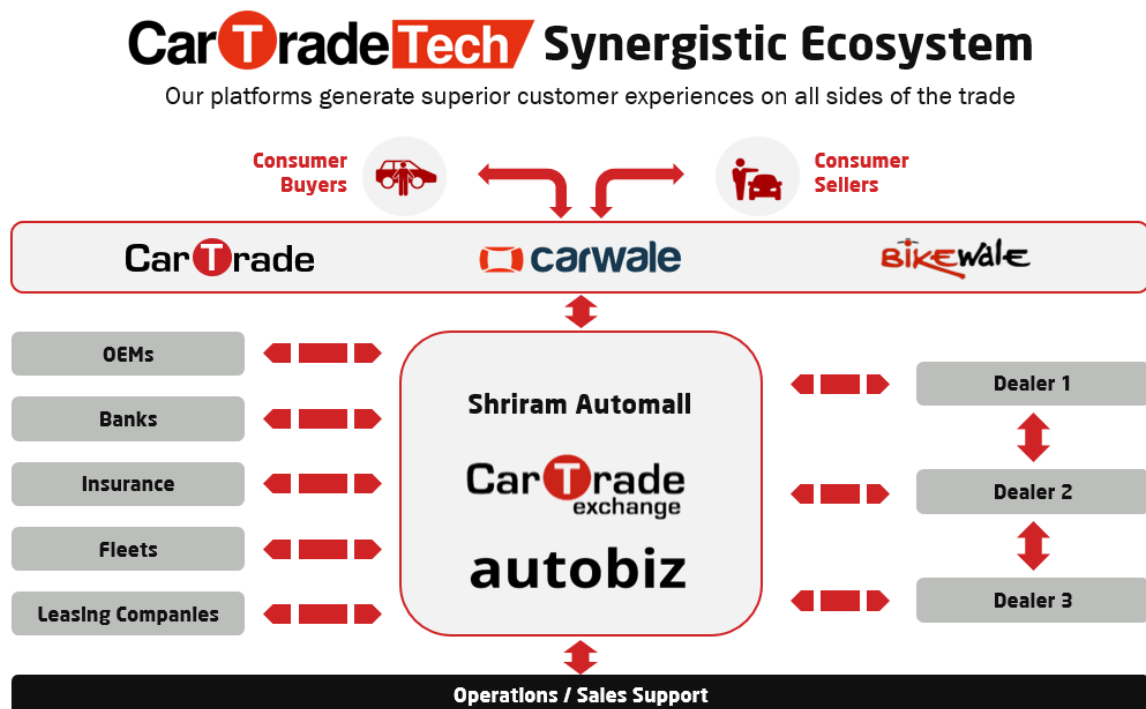 CarTradeTech Synergistic Ecosystem
Our platforms generate superior customer experiences on all sides of the trade
Consumer
Buyers
Consumer
Sellers
CarTrade
carwale
BikeWale
OEMs
Banks
Insurance
Fleets
Leasing Companies
Shriram Automall
CarTrade
exchange
autobiz
Dealer 1
Dealer 2
Dealer 3
Operations / Sales Support